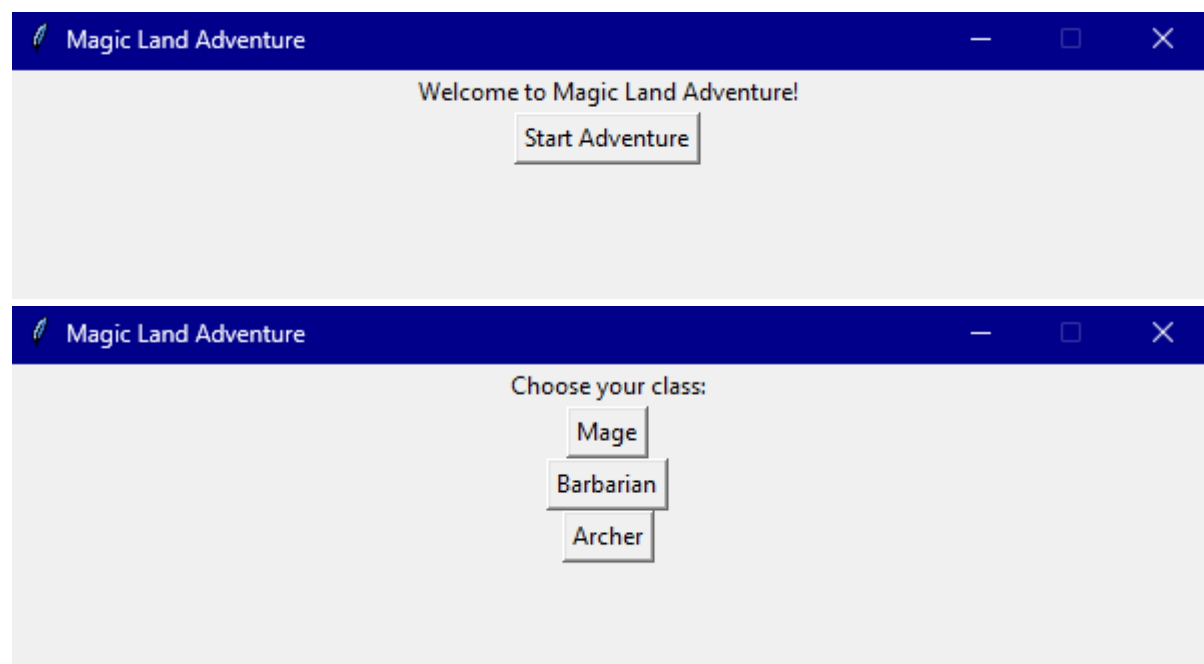 Magic Land Adventure
Welcome to Magic Land Adventure!
Start Adventure
Magic Land Adventure
Choose your class:
Mage
Barbarian
Archer